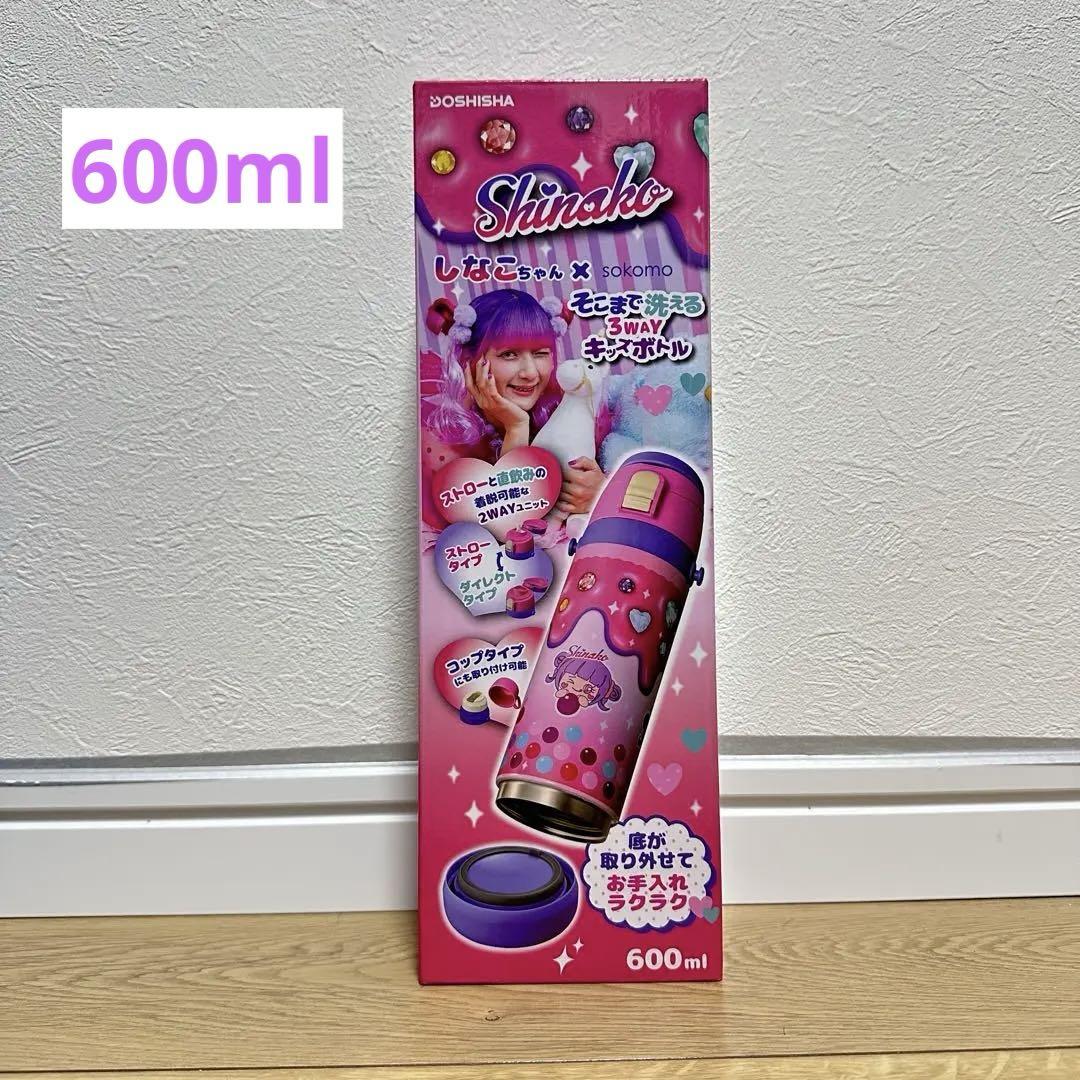 600ml
DOSHISHA
Shinako
しなこちゃん × sokomo
そこまで洗える
3WAY
キッズボトル
ストローと直飲みの
着脱可能な
2WAYユニット
ストロー
タイプ
ダイレクト
タイプ
コップタイプ
にも取り付け可能
Shinako
底が
取り外せて
お手入れ
ラクラク
600ml